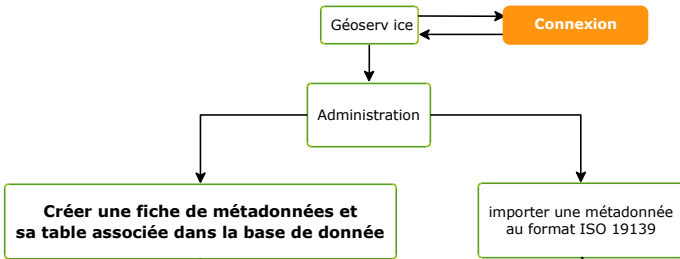 Géoserv ice
Connexion
Administration
Créer une fiche de métadonnées et
sa table associée dans la base de donnée
importer une métadonnée
au format ISO 19139